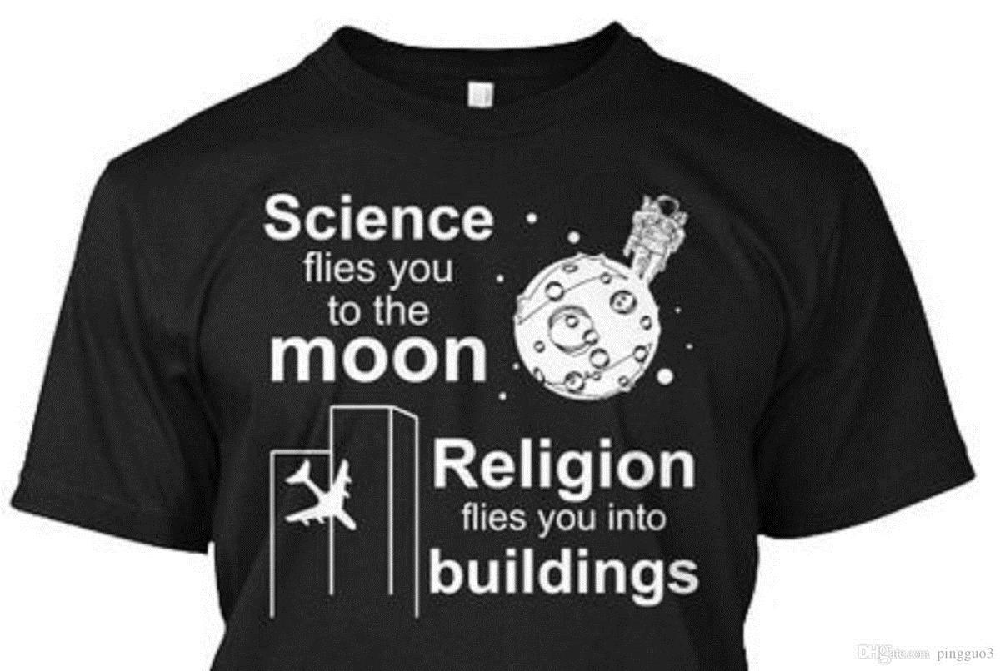 Science
flies you
to the
moon
Religion
flies you into
buildings
DHgate.com pingguo3